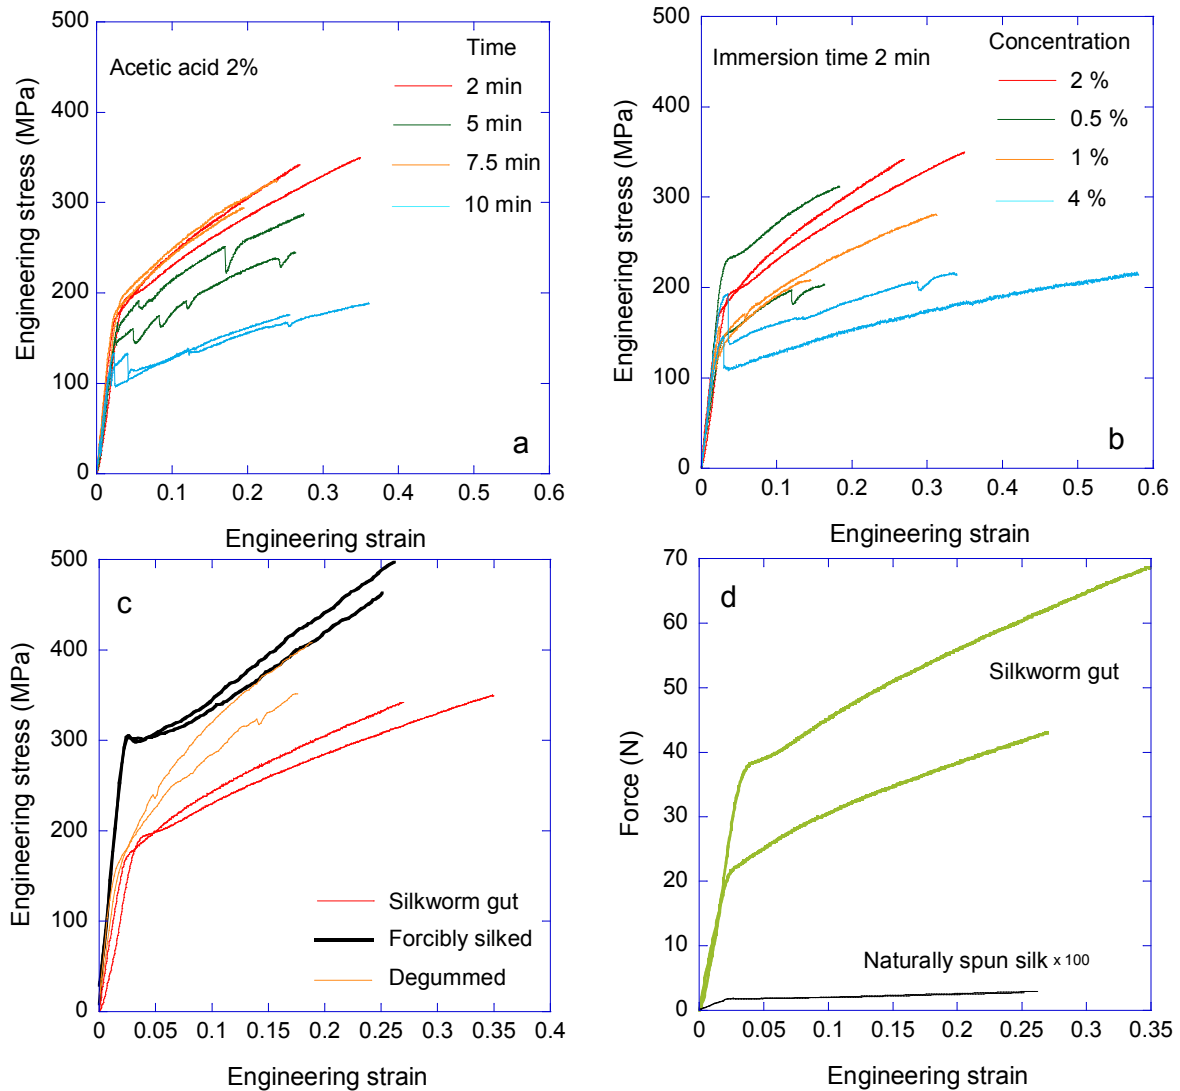 500
400
300
200
100
0
Engineering stress (MPa)
Acetic acid 2%
Time
2 min
5 min
7.5 min
10 min
a
0 0.1 0.2 0.3 0.4 0.5 0.6
Engineering strain
500
400
300
200
100
0
Engineering stress (MPa)
Immersion time 2 min
Concentration
2 %
0.5 %
1 %
4 %
b
0 0.1 0.2 0.3 0.4 0.5 0.6
Engineering strain
500
400
300
200
100
0
Engineering stress (MPa)
c
Silkworm gut
Forcibly silked
Degummed
0 0.05 0.1 0.15 0.2 0.25 0.3 0.35 0.4
Engineering strain
70
60
50
40
30
20
10
0
Force (N)
d
Silkworm gut
Naturally spun silk x 100
0 0.05 0.1 0.15 0.2 0.25 0.3 0.35
Engineering strain